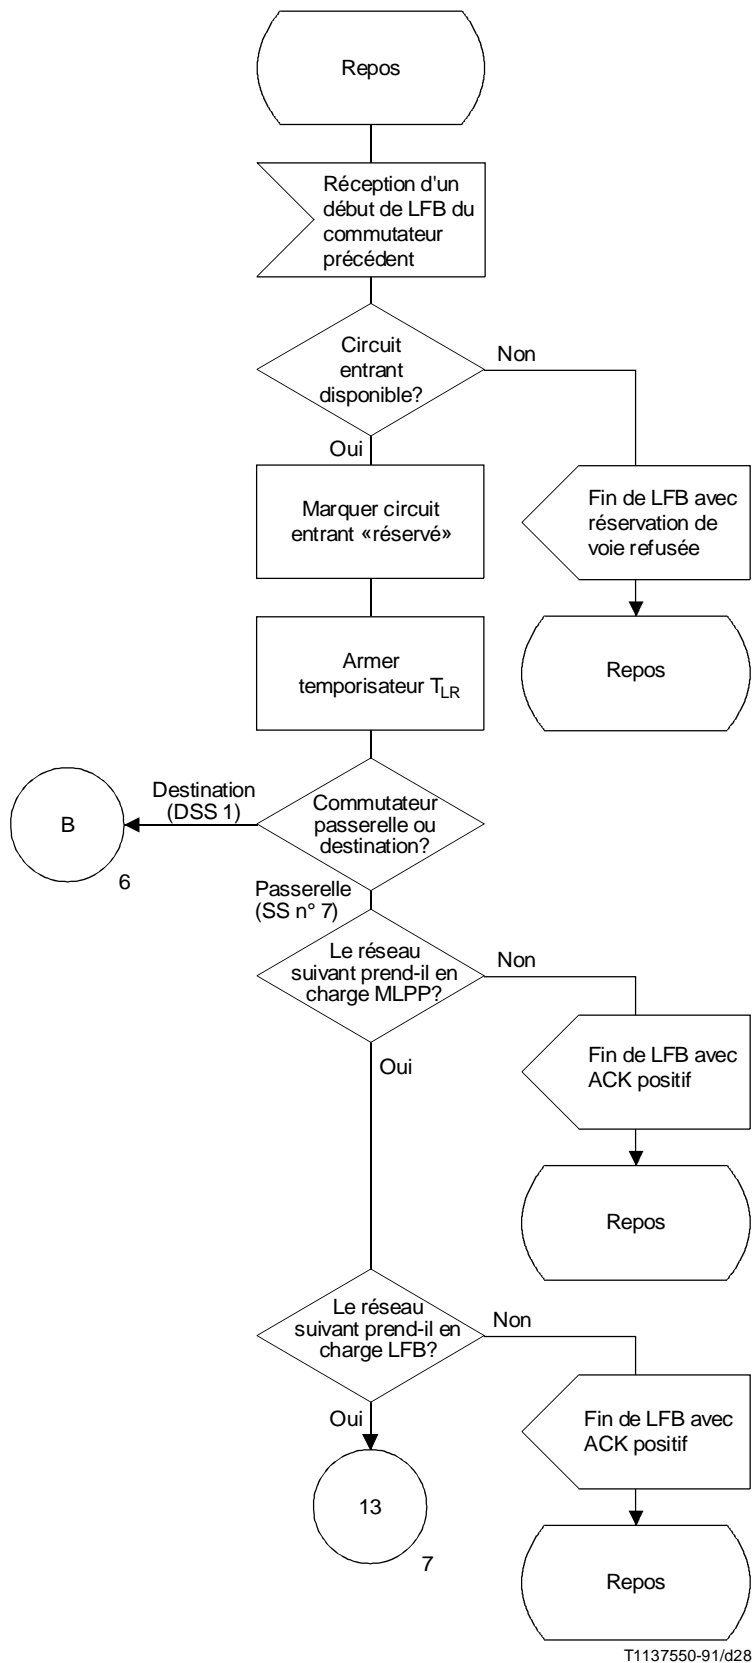 Repos
Réception d'un
début de LFB du
commutateur
précédent
Circuit
entrant
disponible?
Non
Oui
Marquer circuit
entrant «réservé»
Fin de LFB avec
réservation de
voie refusée
Armer
temporisateur TLR
Repos
Destination
(DSS 1)
Commutateur
passerelle ou
destination?
B
6
Passerelle
(SS n° 7)
Le réseau
suivant prend-il en
charge MLPP?
Non
Oui
Fin de LFB avec
ACK positif
Repos
Le réseau
suivant prend-il en
charge LFB?
Non
Oui
Fin de LFB avec
ACK positif
13
7
Repos
T1137550-91/d28